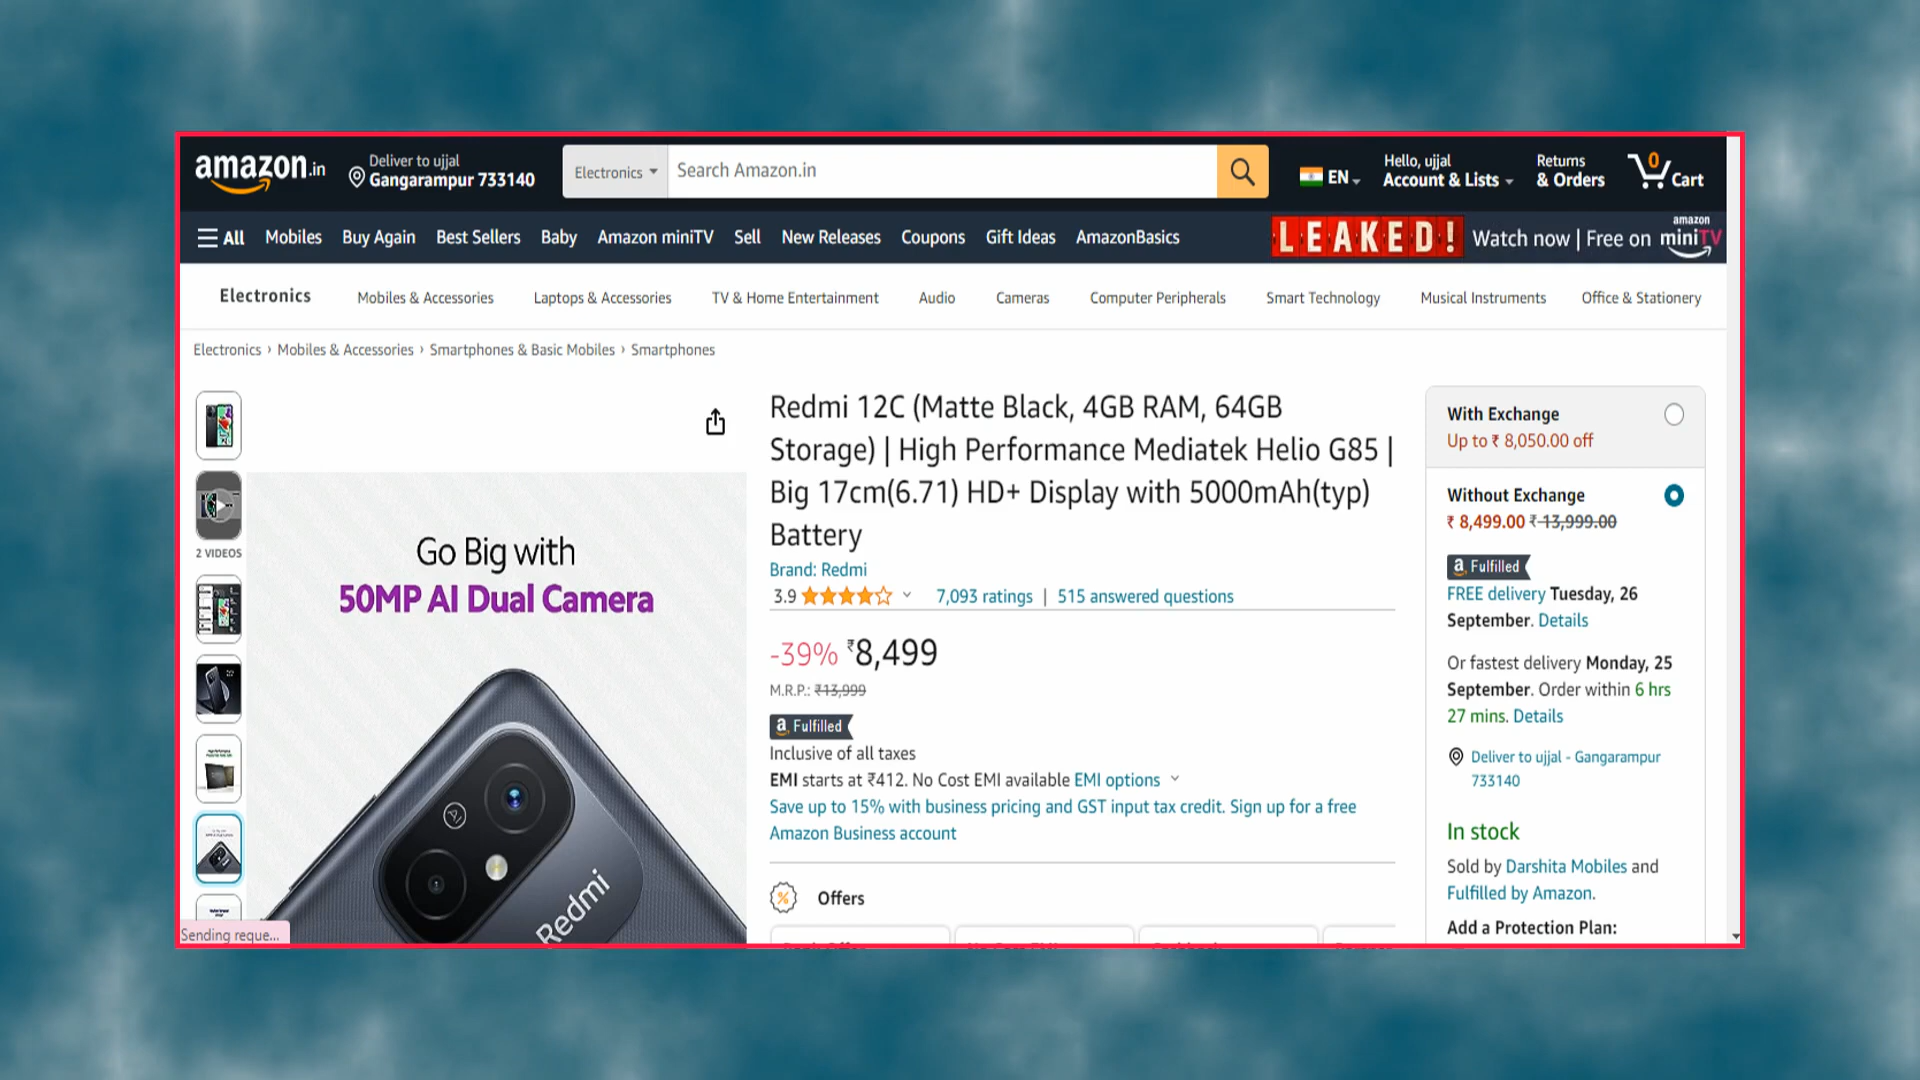 amazon.in
Deliver to ujjal
Gangarampur 733140
Electronics
Search Amazon.in
EN
Hello, ujjal
Account & Lists
Returns
& Orders
0
Cart
All
Mobiles
Buy Again
Best Sellers
Baby
Amazon miniTV
Sell
New Releases
Coupons
Gift Ideas
AmazonBasics
LEAKED!
Watch now | Free on
amazon
miniTV
Electronics
Mobiles & Accessories
Laptops & Accessories
TV & Home Entertainment
Audio
Cameras
Computer Peripherals
Smart Technology
Musical Instruments
Office & Stationery
Electronics › Mobiles & Accessories › Smartphones & Basic Mobiles › Smartphones
2 VIDEOS
Go Big with
50MP AI Dual Camera
AI
Redmi
Sending reque...
Redmi 12C (Matte Black, 4GB RAM, 64GB
Storage) | High Performance Mediatek Helio G85 |
Big 17cm(6.71) HD+ Display with 5000mAh(typ)
Battery
Brand: Redmi
3.9
7,093 ratings | 515 answered questions
-39% ₹8,499
M.R.P.: ₹13,999
a Fulfilled
Inclusive of all taxes
EMI starts at ₹412. No Cost EMI available EMI options
Save up to 15% with business pricing and GST input tax credit. Sign up for a free
Amazon Business account
% Offers
With Exchange
Up to ₹ 8,050.00 off
Without Exchange
₹ 8,499.00 ₹ 13,999.00
a Fulfilled
FREE delivery Tuesday, 26
September. Details
Or fastest delivery Monday, 25
September. Order within 6 hrs
27 mins. Details
Deliver to ujjal - Gangarampur
733140
In stock
Sold by Darshita Mobiles and
Fulfilled by Amazon.
Add a Protection Plan: